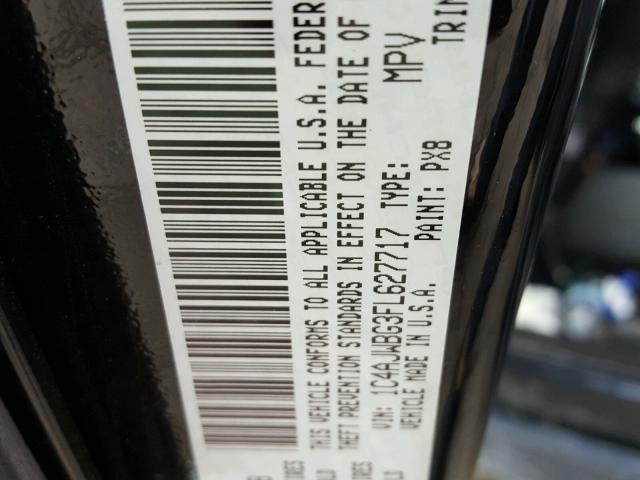 THIS VEHICLE CONFORMS TO ALL APPLICABLE U.S.A. FEDER
THEFT PREVENTION STANDARDS IN EFFECT ON THE DATE OF
VIN: 1C4AJWBG3FL627717 TYPE: MPV
VEHICLE MADE IN U.S.A. PAINT: PX8 TRIM